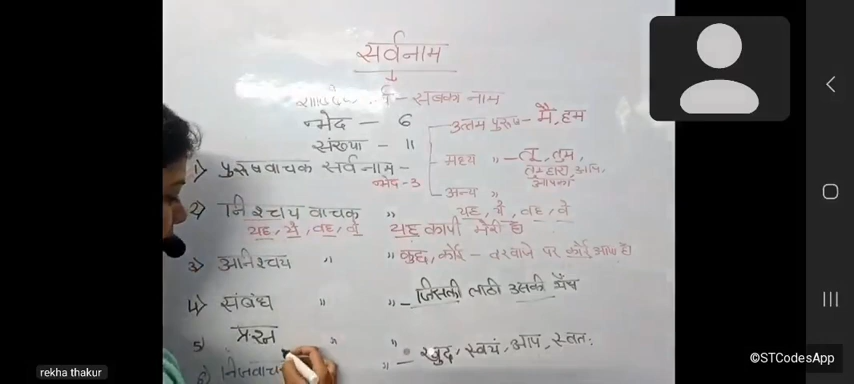 सर्वनाम
शाब्दिक अर्थ - सबका नाम
भेद - 6
संख्या - 11
उत्तम पुरुष - मैं, हम
मध्य " - तू, तुम, तुम्हारा, आप, आपका
अन्य " यह, ये, वह, वे
1) पुरुषवाचक सर्वनाम - भेद - 3
2) निश्चय वाचक "
यह, ये, वह, वे यह कापी मेरी है
3) अनिश्चय " " कुछ, कोई - दरवाजे पर कोई आया है
4) संबंध " " - जिसकी लाठी उसकी भैंस
5) प्रश्न " "
6) निजवाचक " - खुद, स्वयं, आप, स्वतः
rekha thakur
©STCodesApp